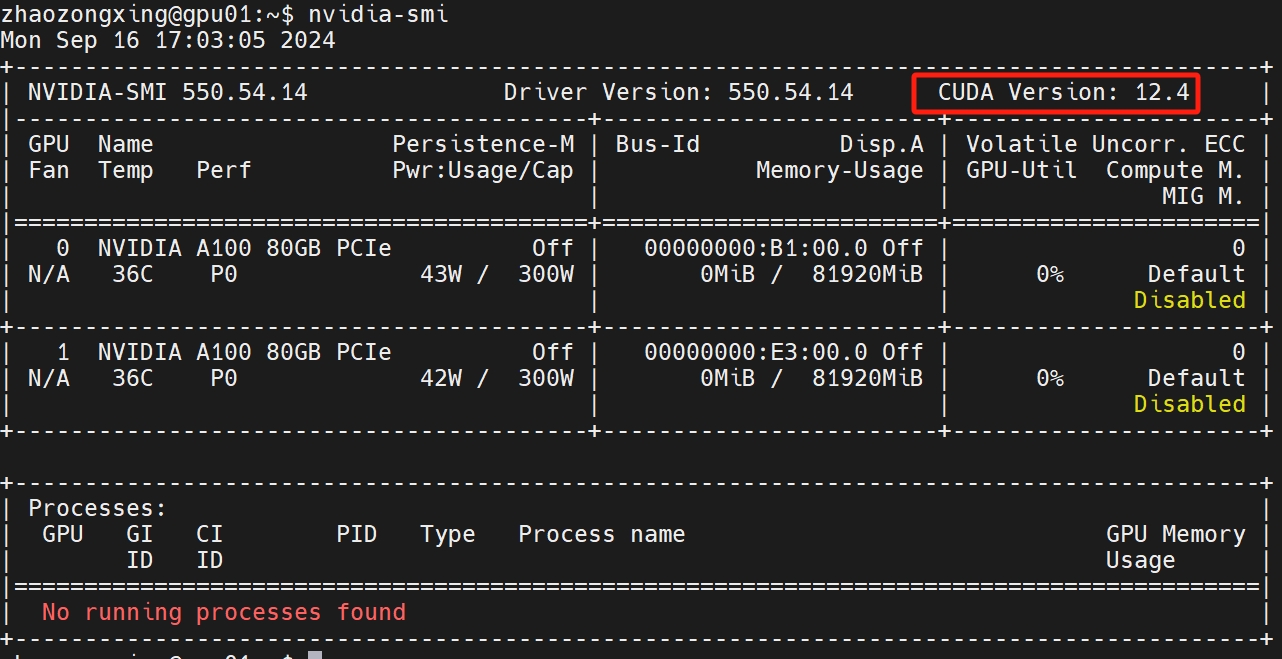 zhaozongxing@gpu01:~$ nvidia-smi
Mon Sep 16 17:03:05 2024
+-----------------------------------------------------------------------------------------+
| NVIDIA-SMI 550.54.14              Driver Version: 550.54.14      CUDA Version: 12.4     |
|-----------------------------------------+------------------------+----------------------+
| GPU  Name                 Persistence-M | Bus-Id          Disp.A | Volatile Uncorr. ECC |
| Fan  Temp   Perf          Pwr:Usage/Cap |           Memory-Usage | GPU-Util  Compute M. |
|                                         |                        |               MIG M. |
|=========================================+========================+======================|
|   0  NVIDIA A100 80GB PCIe          Off |   00000000:B1:00.0 Off |                    0 |
| N/A   36C    P0             43W /  300W |       0MiB /  81920MiB |      0%      Default |
|                                         |                        |             Disabled |
+-----------------------------------------+------------------------+----------------------+
|   1  NVIDIA A100 80GB PCIe          Off |   00000000:E3:00.0 Off |                    0 |
| N/A   36C    P0             42W /  300W |       0MiB /  81920MiB |      0%      Default |
|                                         |                        |             Disabled |
+-----------------------------------------+------------------------+----------------------+
+-----------------------------------------------------------------------------------------+
| Processes:                                                                              |
|  GPU   GI   CI        PID   Type   Process name                              GPU Memory |
|        ID   ID                                                               Usage      |
|=========================================================================================|
|  No running processes found                                                             |
+-----------------------------------------------------------------------------------------+